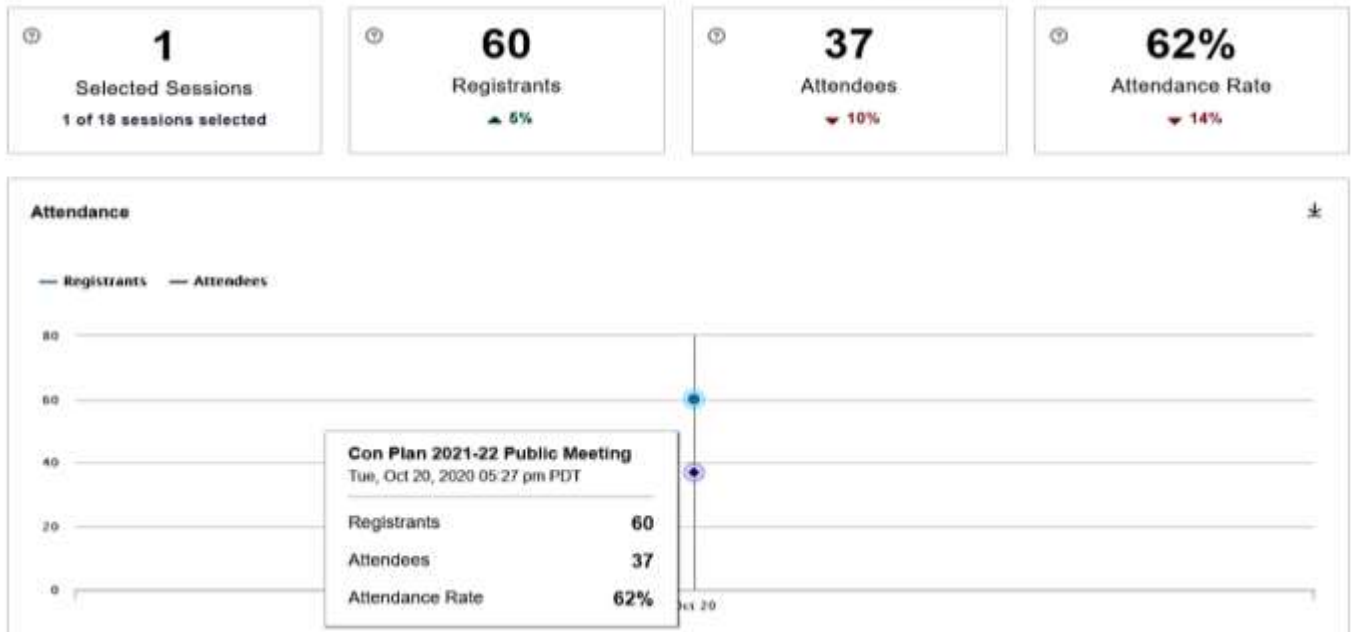 1
Selected Sessions
1 of 18 sessions selected
60
Registrants
5%
37
Attendees
10%
62%
Attendance Rate
14%
Attendance
Registrants Attendees
80
60
40
20
0
Con Plan 2021-22 Public Meeting
Tue, Oct 20, 2020 05:27 pm PDT
Registrants 60
Attendees 37
Attendance Rate 62%
Oct 20